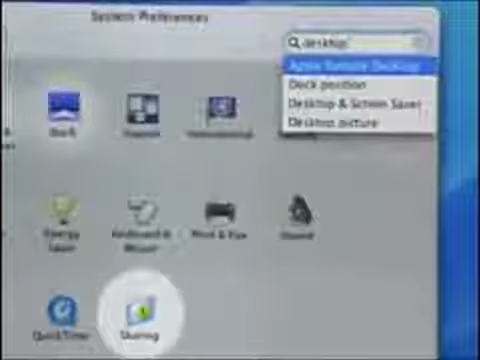 System Preferences
desktop
Apple Remote Desktop
Dock position
Desktop & Screen Saver
Desktop picture
Dock
Energy
Saver
Keyboard &
Mouse
Print & Fax
Sound
QuickTime
Sharing